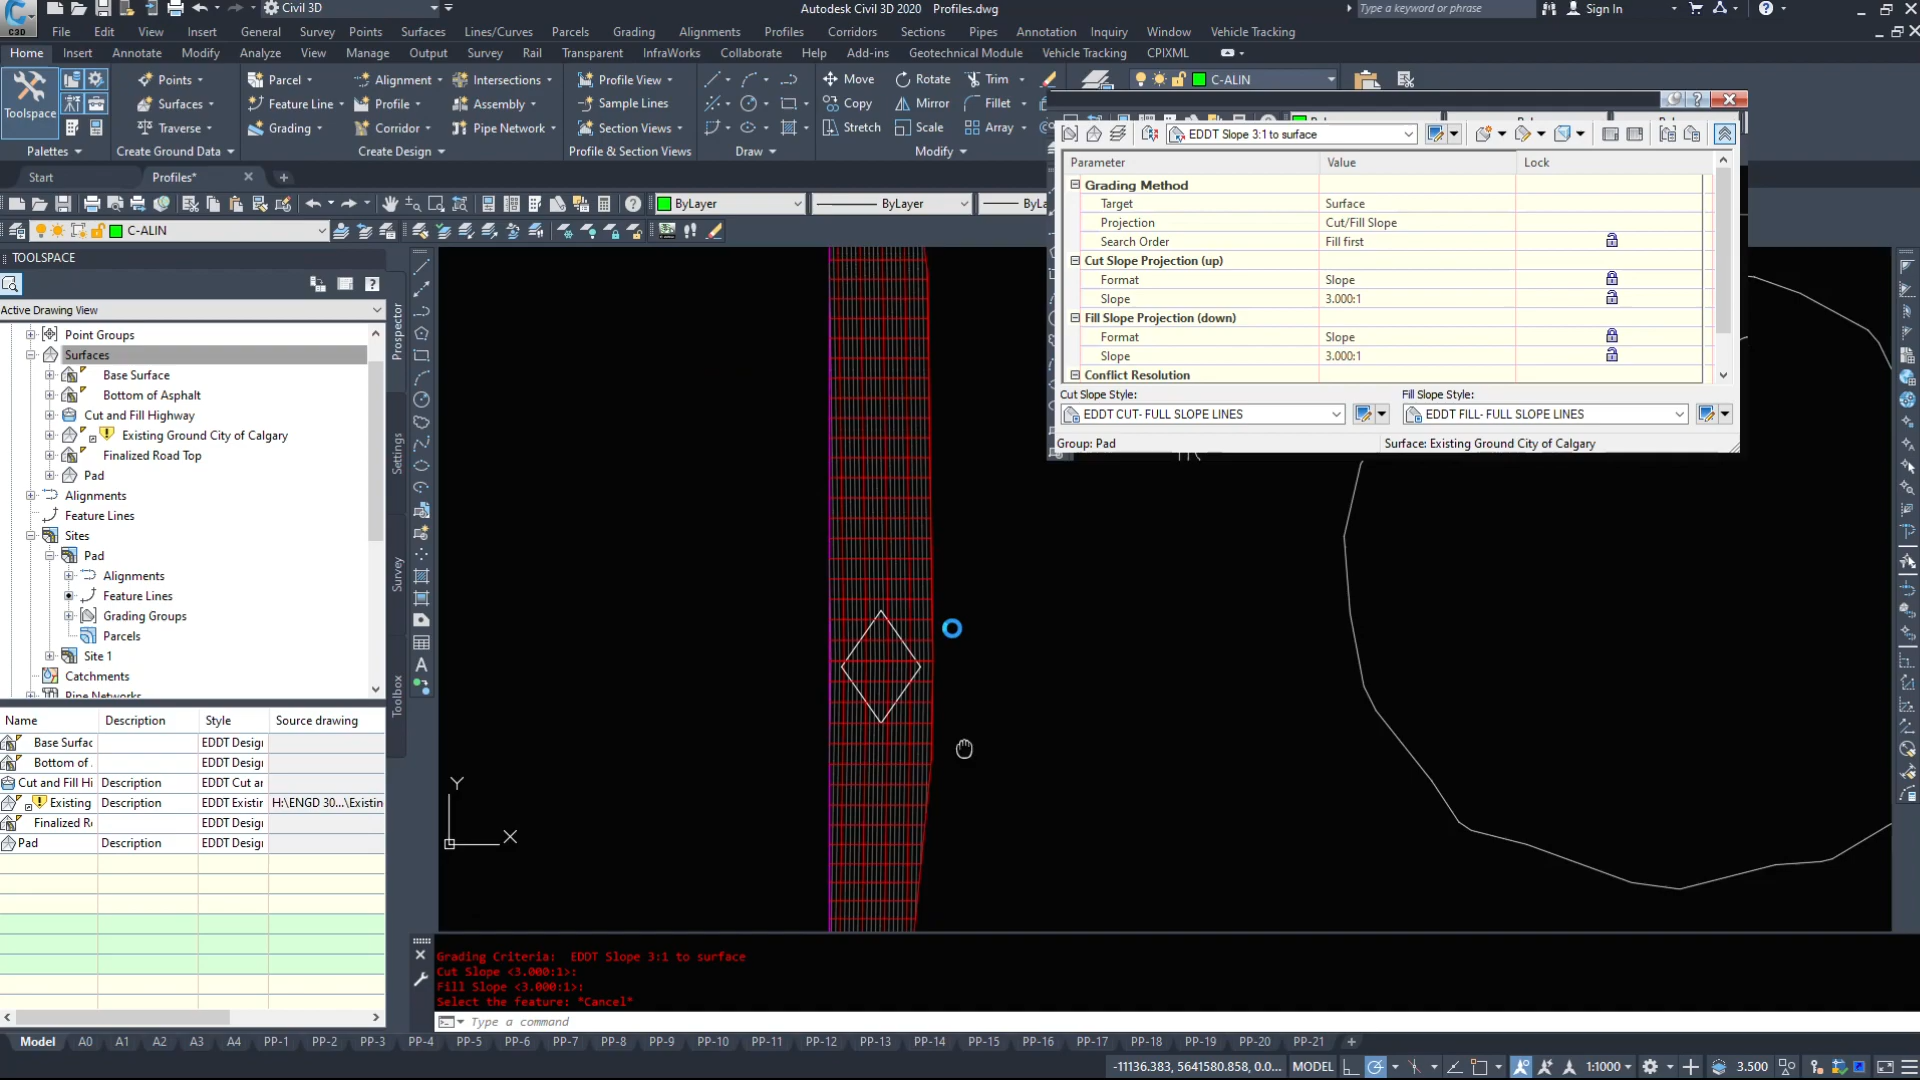 Civil 3D
Autodesk Civil 3D 2020 Profiles.dwg
Type a keyword or phrase
Sign In
C3D
File Edit View Insert General Survey Points Surfaces Lines/Curves Parcels Grading Alignments Profiles Corridors Sections Pipes Annotation Inquiry Window Vehicle Tracking
Home Insert Annotate Modify Analyze View Manage Output Survey Rail Transparent InfraWorks Collaborate Help Add-ins Geotechnical Module Vehicle Tracking CPIXML
Toolspace
Points
Parcel
Alignment
Intersections
Profile View
Move
Rotate
Trim
C-ALIN
Surfaces
Feature Line
Profile
Assembly
Sample Lines
Copy
Mirror
Fillet
Traverse
Grading
Corridor
Pipe Network
Section Views
Stretch
Scale
Array
Palettes
Create Ground Data
Create Design
Profile & Section Views
Draw
Modify
Start
Profiles*
ByLayer
ByLayer
ByLa
C-ALIN
EDDT Slope 3:1 to surface
Parameter Value Lock
Grading Method
Target Surface
Projection Cut/Fill Slope
Search Order Fill first
Cut Slope Projection (up)
Format Slope
Slope 3.000:1
Fill Slope Projection (down)
Format Slope
Slope 3.000:1
Conflict Resolution
Cut Slope Style: Fill Slope Style:
EDDT CUT- FULL SLOPE LINES EDDT FILL- FULL SLOPE LINES
Group: Pad Surface: Existing Ground City of Calgary
TOOLSPACE
Active Drawing View
Point Groups
Surfaces
Base Surface
Bottom of Asphalt
Cut and Fill Highway
Existing Ground City of Calgary
Finalized Road Top
Pad
Alignments
Feature Lines
Sites
Pad
Alignments
Feature Lines
Grading Groups
Parcels
Site 1
Catchments
Pipe Networks
Prospector
Settings
Survey
Toolbox
Name Description Style Source drawing
Base Surfac EDDT Design
Bottom of . EDDT Design
Cut and Fill Hi Description EDDT Cut ar
Existing Description EDDT Existin H:\ENGD 30...\Existin
Finalized R EDDT Design
Pad Description EDDT Design
Y
X
Grading Criteria: EDDT Slope 3:1 to surface
Cut Slope <3.000:1>:
Fill Slope <3.000:1>:
Select the feature: *Cancel*
Type a command
Model A0 A1 A2 A3 A4 PP-1 PP-2 PP-3 PP-4 PP-5 PP-6 PP-7 PP-8 PP-9 PP-10 PP-11 PP-12 PP-13 PP-14 PP-15 PP-16 PP-17 PP-18 PP-19 PP-20 PP-21
-11136.383, 5641580.858, 0.0... MODEL 1:1000 3.500